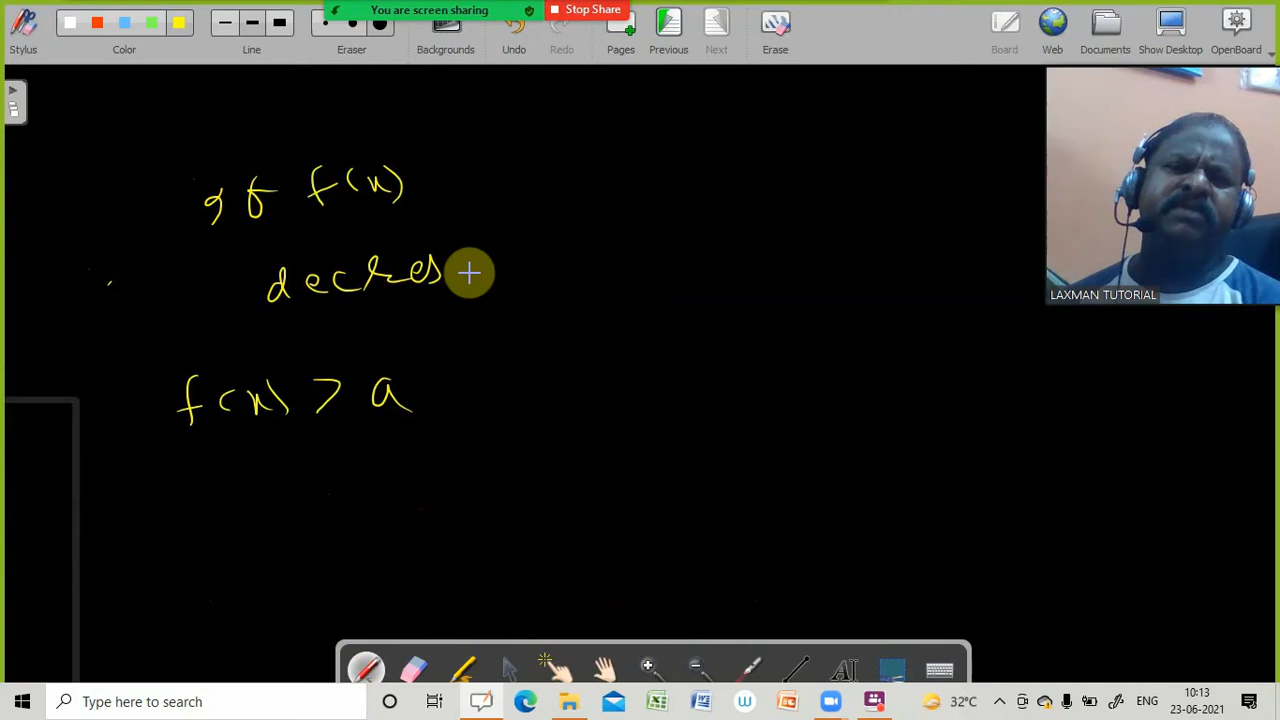 You are screen sharing Stop Share
Stylus Color Line Eraser Backgrounds Undo Redo Pages Previous Next Erase Board Web Documents Show Desktop OpenBoard
If f(x)
decres
f(x) > a
LAXMAN TUTORIAL
AI
Type here to search
32°C
ENG
10:13
23-06-2021